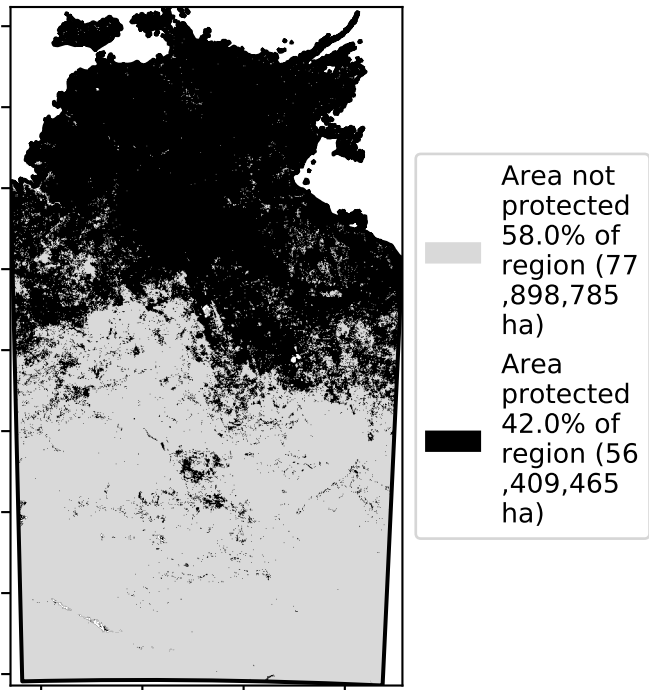 Area not
protected
58.0% of
region (77
,898,785
ha)
Area
protected
42.0% of
region (56
,409,465
ha)